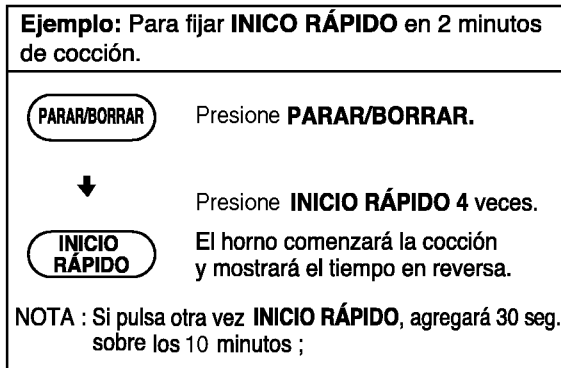 Ejemplo: Para fijar INICO RÁPIDO en 2 minutos
de cocción.
PARAR/BORRAR
Presione PARAR/BORRAR.
Presione INICIO RÁPIDO 4 veces.
INICIO
RÁPIDO
El horno comenzará la cocción
y mostrará el tiempo en reversa.
NOTA : Si pulsa otra vez INICIO RÁPIDO, agregará 30 seg.
sobre los 10 minutos ;